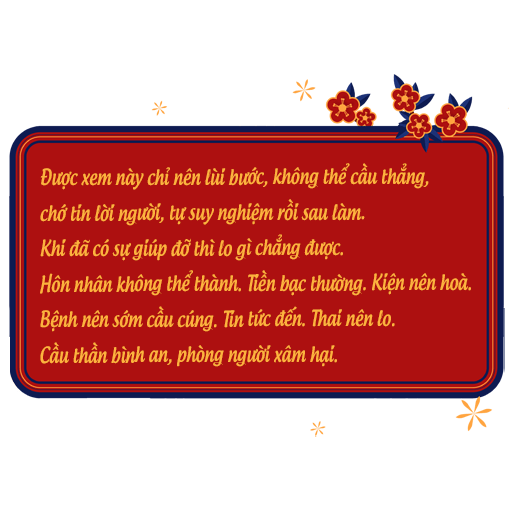 Được xem này chỉ nên lùi bước, không thể cầu thẳng,
chớ tin lời người, tự suy nghiệm rồi sau làm.
Khi đã có sự giúp đỡ thì lo gì chẳng được.
Hôn nhân không thể thành. Tiền bạc thường. Kiện nên hoà.
Bệnh nên sớm cầu cúng. Tin tức đến. Thai nên lo.
Cầu thần bình an, phòng người xâm hại.